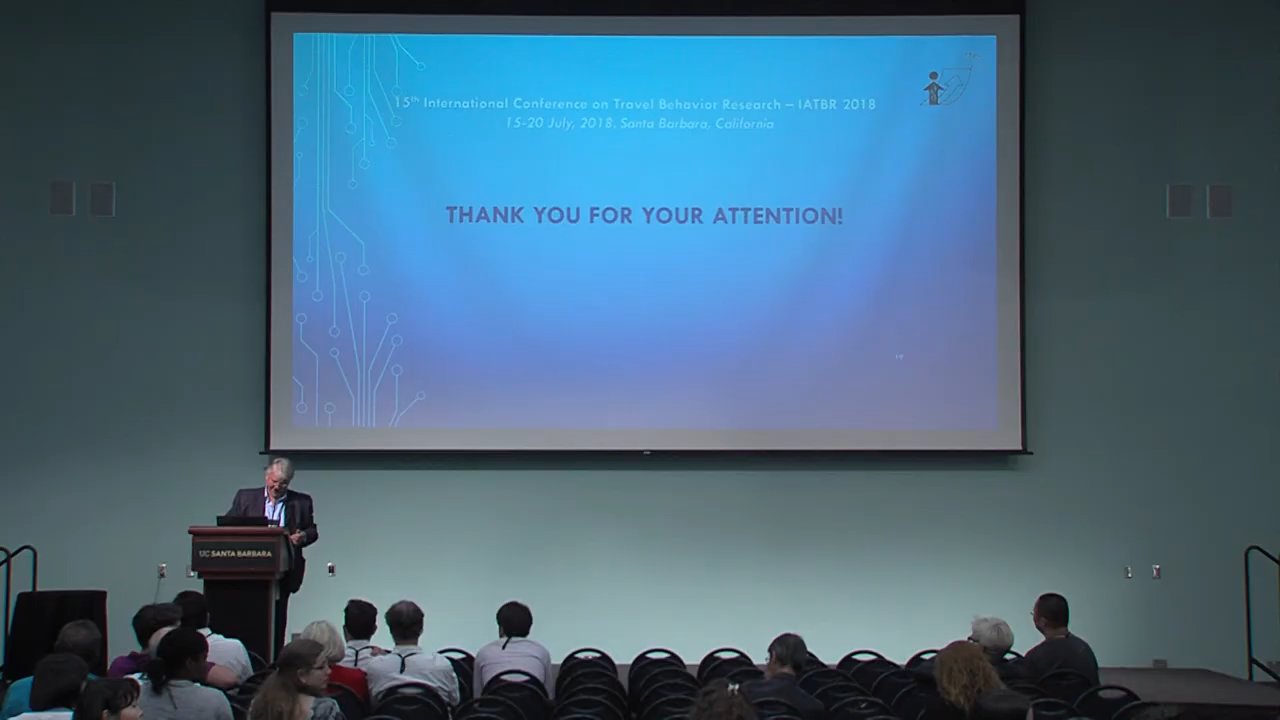 15th International Conference on Travel Behavior Research – IATBR 2018
15-20 July, 2018, Santa Barbara, California
THANK YOU FOR YOUR ATTENTION!
UC SANTA BARBARA